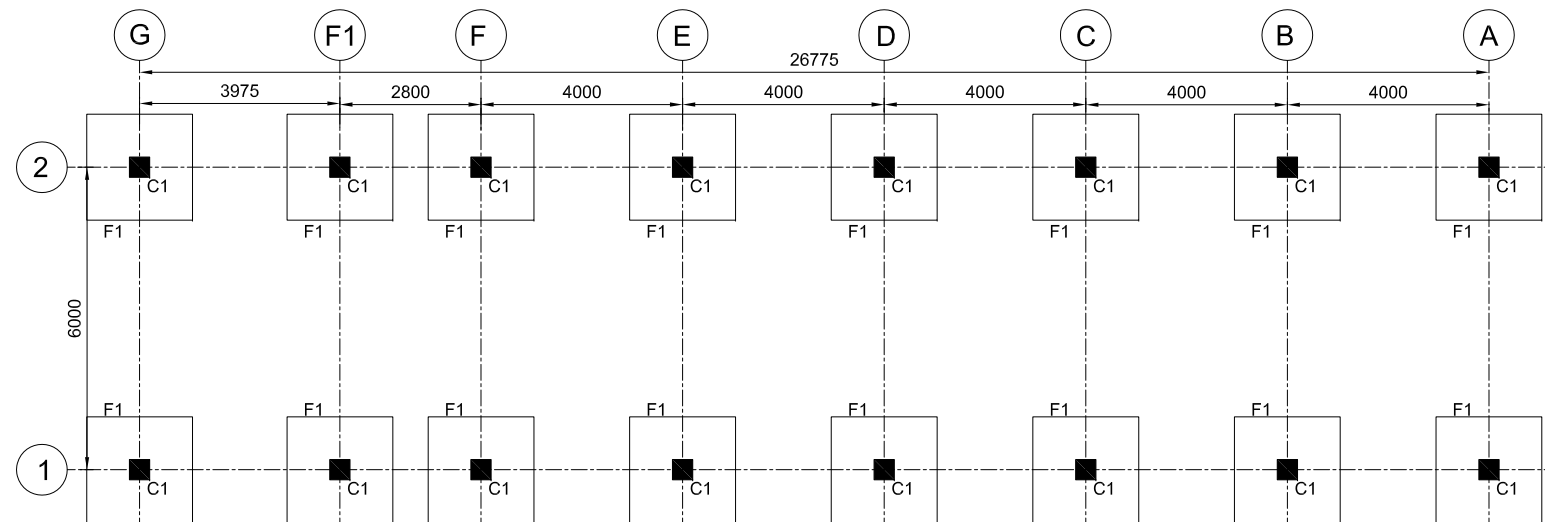 G F1 F E D C B A
26775
3975 2800 4000 4000 4000 4000 4000
2
C1 C1 C1 C1 C1 C1 C1 C1
F1 F1 F1 F1 F1 F1 F1 F1
6000
F1 F1 F1 F1 F1 F1 F1 F1
1
C1 C1 C1 C1 C1 C1 C1 C1